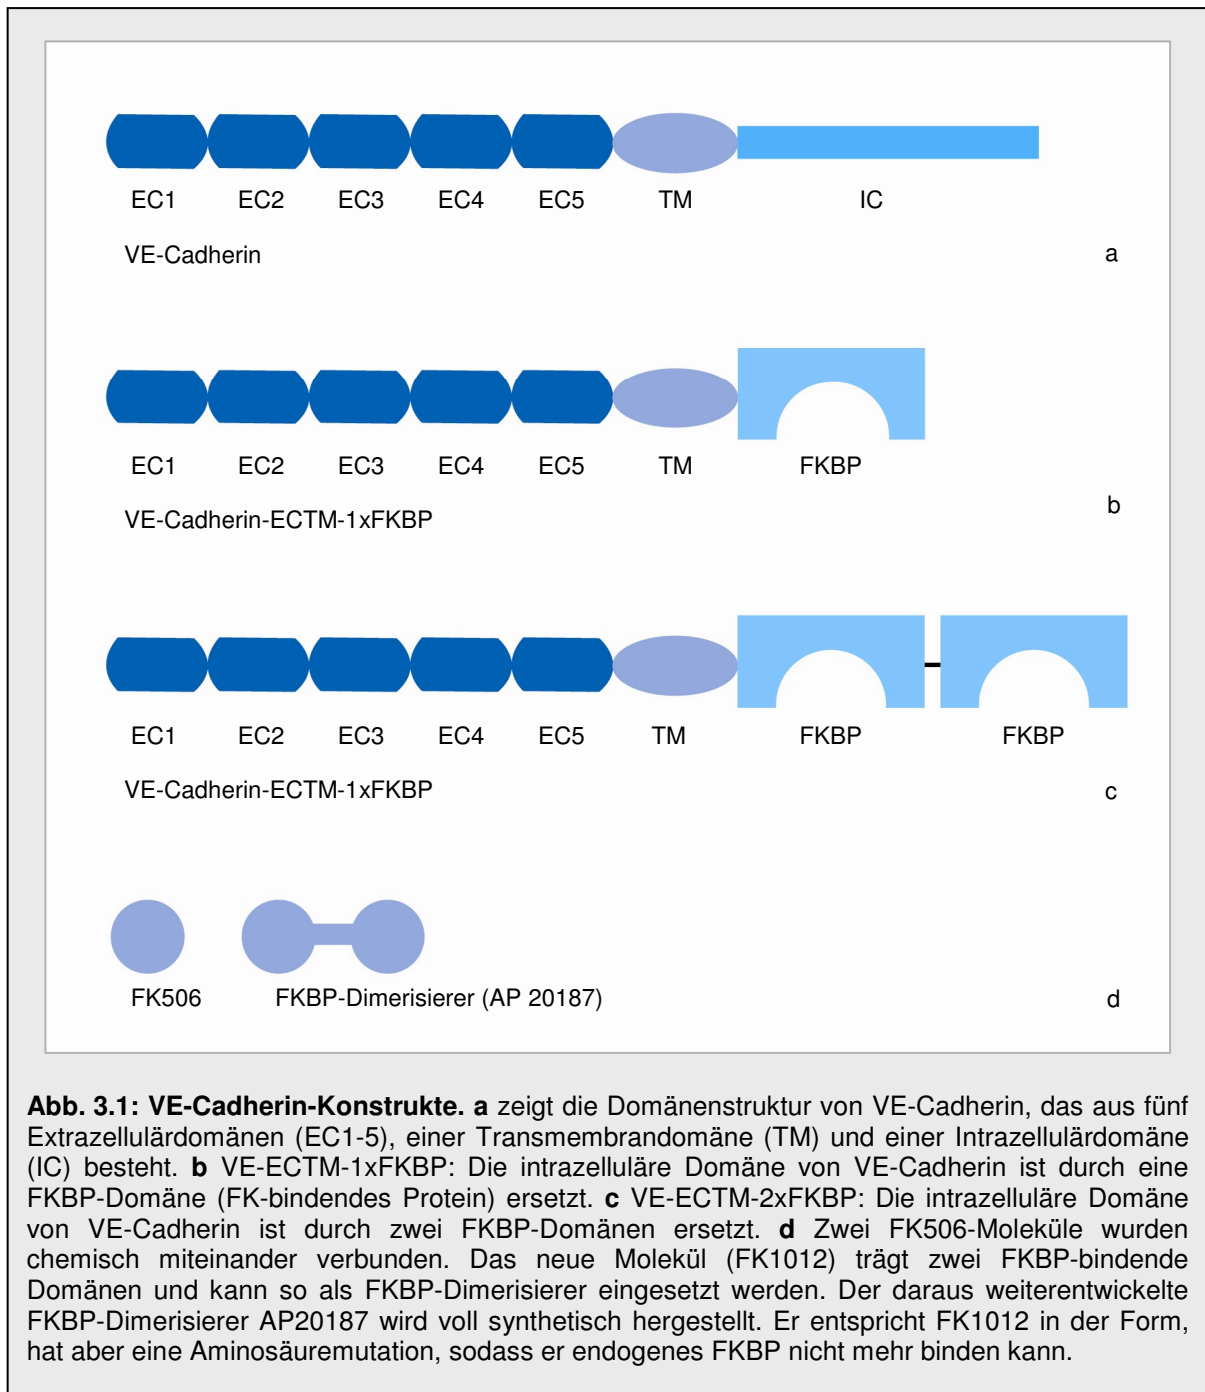 EC1 EC2 EC3 EC4 EC5 TM IC
VE-Cadherin a
EC1 EC2 EC3 EC4 EC5 TM FKBP
VE-Cadherin-ECTM-1xFKBP b
EC1 EC2 EC3 EC4 EC5 TM FKBP FKBP
VE-Cadherin-ECTM-1xFKBP c
FK506 FKBP-Dimerisierer (AP 20187) d
Abb. 3.1: VE-Cadherin-Konstrukte. a zeigt die Domänenstruktur von VE-Cadherin, das aus fünf
Extrazellulärdomänen (EC1-5), einer Transmembrandomäne (TM) und einer Intrazellulärdomäne
(IC) besteht. b VE-ECTM-1xFKBP: Die intrazelluläre Domäne von VE-Cadherin ist durch eine
FKBP-Domäne (FK-bindendes Protein) ersetzt. c VE-ECTM-2xFKBP: Die intrazelluläre Domäne
von VE-Cadherin ist durch zwei FKBP-Domänen ersetzt. d Zwei FK506-Moleküle wurden
chemisch miteinander verbunden. Das neue Molekül (FK1012) trägt zwei FKBP-bindende
Domänen und kann so als FKBP-Dimerisierer eingesetzt werden. Der daraus weiterentwickelte
FKBP-Dimerisierer AP20187 wird voll synthetisch hergestellt. Er entspricht FK1012 in der Form,
hat aber eine Aminosäuremutation, sodass er endogenes FKBP nicht mehr binden kann.